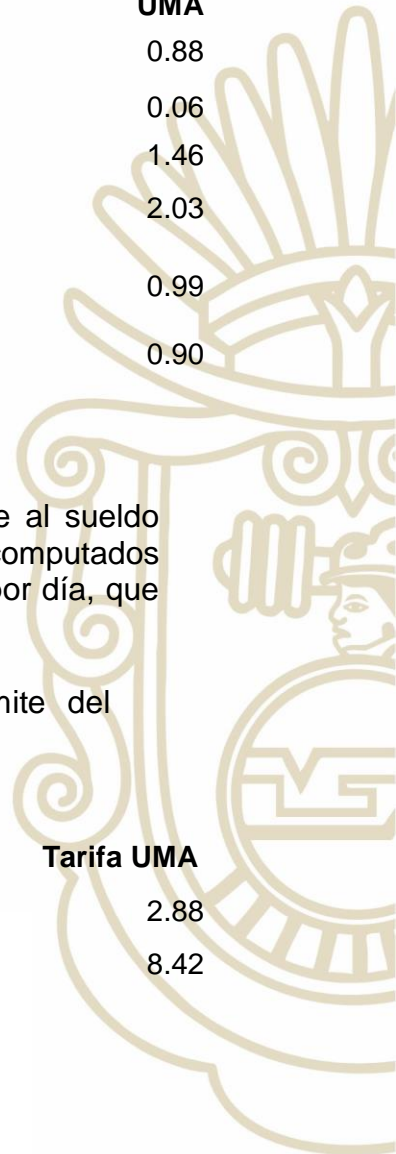 UMA
0.88
0.06
1.46
2.03
0.99
0.90
e al sueldo
computados
por día, que
mite del
Tarifa UMA
2.88
8.42